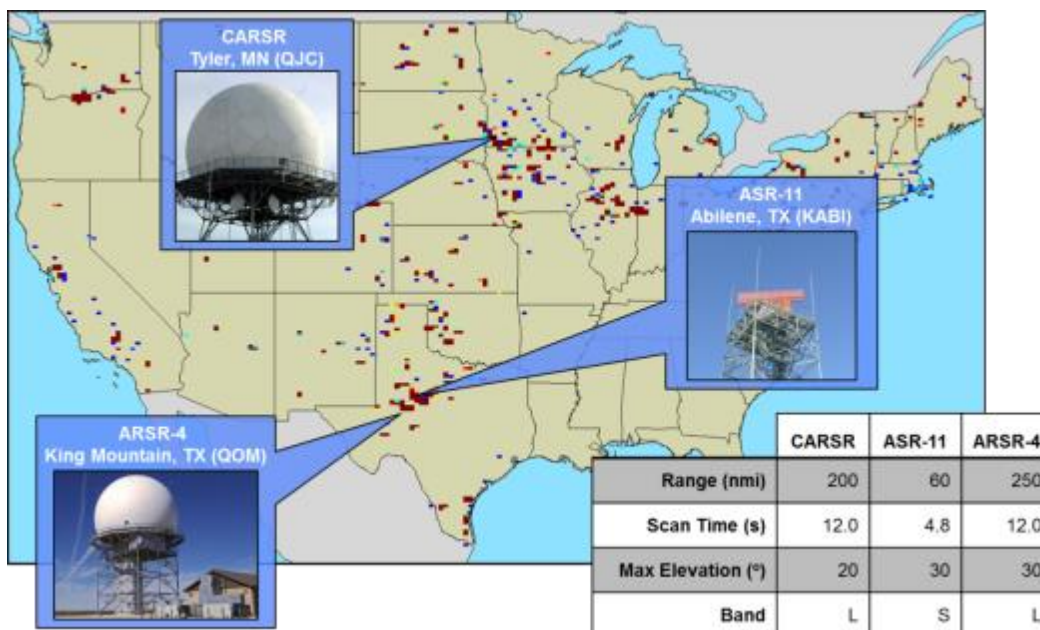 CARSR
Tyler, MN (QJC)
ASR-11
Abilene, TX (KABI)
ARSR-4
King Mountain, TX (QOM)
CARSR ASR-11 ARSR-4
Range (nmi) 200 60 250
Scan Time (s) 12.0 4.8 12.0
Max Elevation (º) 20 30 30
Band L S L